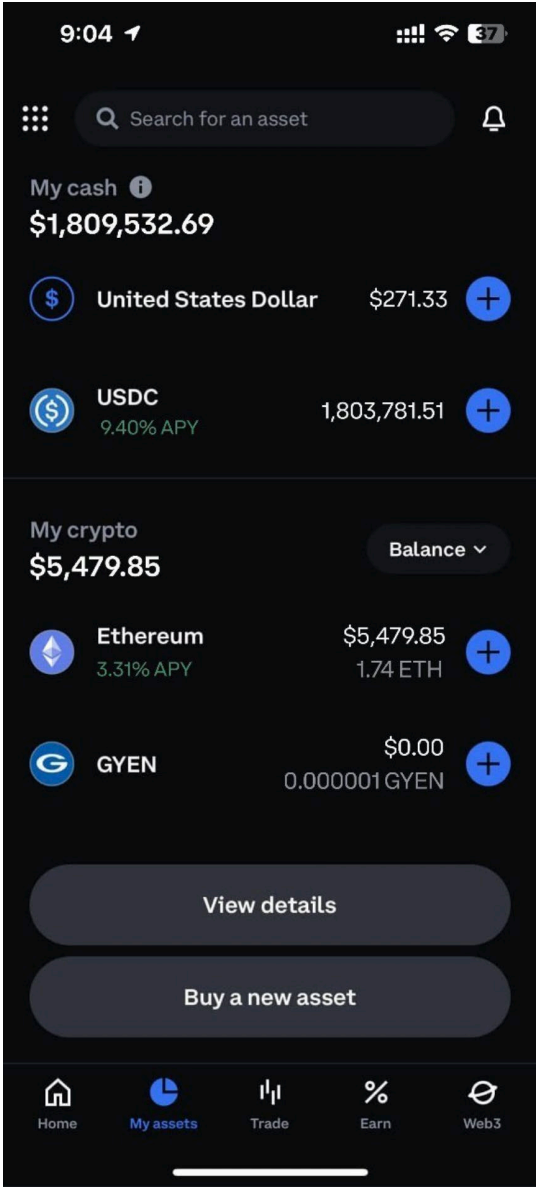 9:04
37
Search for an asset
My cash
$1,809,532.69
United States Dollar $271.33
USDC
9.40% APY
1,803,781.51
My crypto
$5,479.85
Balance
Ethereum $5,479.85
3.31% APY 1.74 ETH
GYEN
$0.00
0.000001 GYEN
View details
Buy a new asset
Home My assets Trade Earn Web3